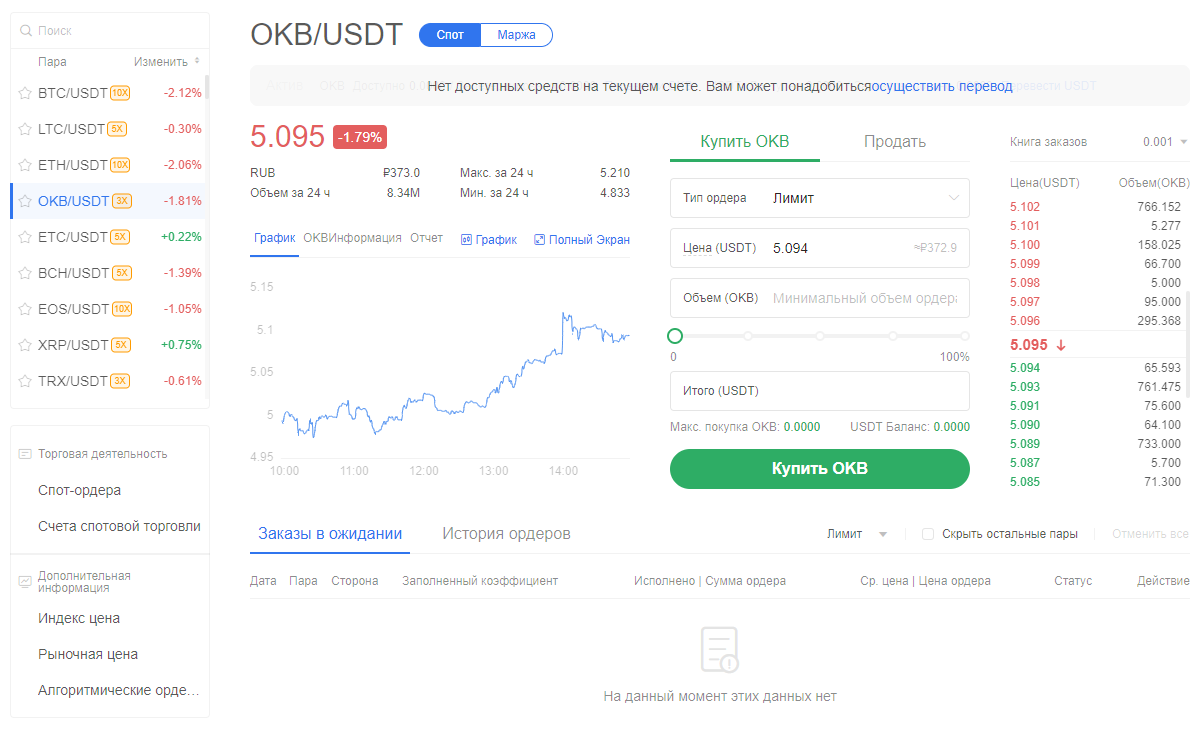 Поиск
Пара Изменить
BTC/USDT 10X -2.12%
LTC/USDT 5X -0.30%
ETH/USDT 10X -2.06%
OKB/USDT 3X -1.81%
ETC/USDT 5X +0.22%
BCH/USDT 5X -1.39%
EOS/USDT 10X -1.05%
XRP/USDT 5X +0.75%
TRX/USDT 3X -0.61%
Торговая деятельность
Спот-ордера
Счета спотовой торговли
Дополнительная
информация
Индекс цена
Рыночная цена
Алгоритмические орде...
OKB/USDT Спот Маржа
Нет доступных средств на текущем счете. Вам может понадобиться осуществить перевод
5.095 -1.79%
RUB ₽373.0 Макс. за 24 ч 5.210
Объем за 24 ч 8.34M Мин. за 24 ч 4.833
График OKBИнформация Отчет График Полный Экран
5.15
5.1
5.05
5
4.95
10:00 11:00 12:00 13:00 14:00
Купить OKB Продать
Тип ордера Лимит
Цена (USDT) 5.094 ≈₽372.9
Объем (OKB) Минимальный объем ордера
0 100%
Итого (USDT)
Макс. покупка OKB: 0.0000 USDT Баланс: 0.0000
Купить OKB
Книга заказов 0.001
Цена(USDT) Объем(OKB)
5.102 766.152
5.101 5.277
5.100 158.025
5.099 66.700
5.098 5.000
5.097 95.000
5.096 295.368
5.095 ↓
5.094 65.593
5.093 761.475
5.091 75.600
5.090 64.100
5.089 733.000
5.087 5.700
5.085 71.300
Заказы в ожидании История ордеров Лимит Скрыть остальные пары Отменить все
Дата Пара Сторона Заполненный коэффициент Исполнено | Сумма ордера Ср. цена | Цена ордера Статус Действие
На данный момент этих данных нет